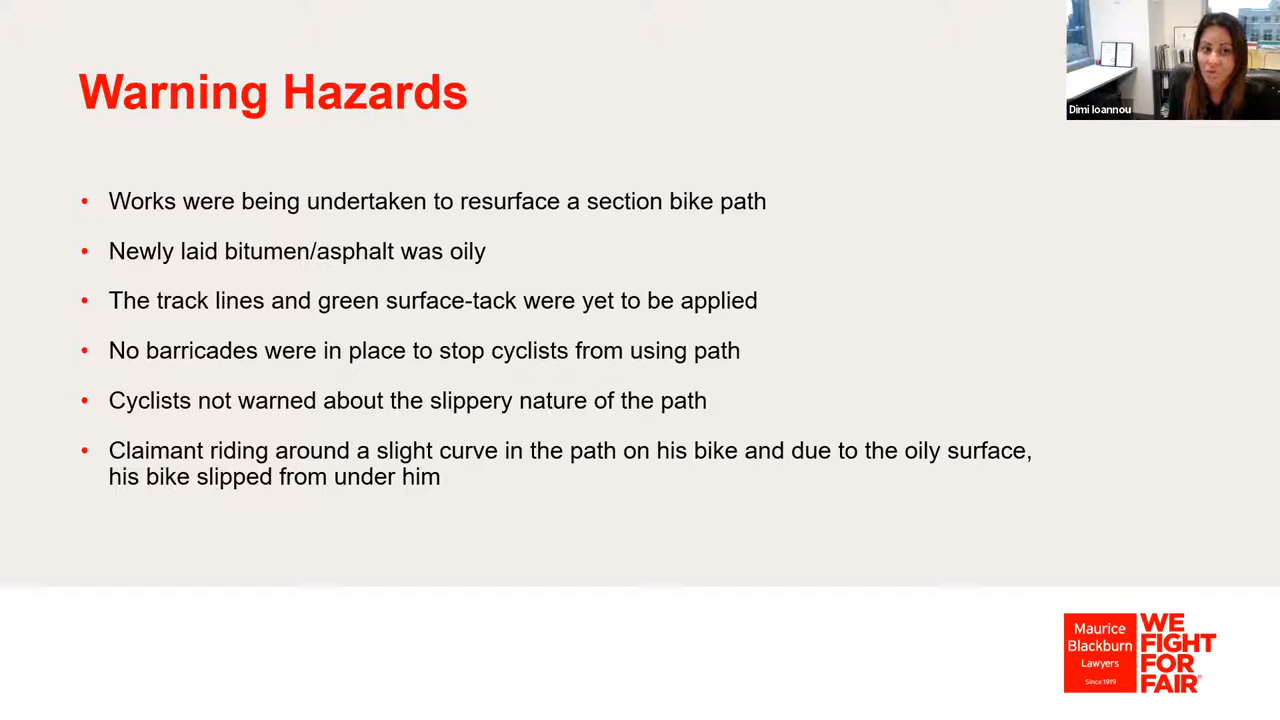 Warning Hazards
Dimi Ioannou
• Works were being undertaken to resurface a section bike path
• Newly laid bitumen/asphalt was oily
• The track lines and green surface-tack were yet to be applied
• No barricades were in place to stop cyclists from using path
• Cyclists not warned about the slippery nature of the path
• Claimant riding around a slight curve in the path on his bike and due to the oily surface,
his bike slipped from under him
Maurice
Blackburn
Lawyers
Since 1919
WE
FIGHT
FOR
FAIR